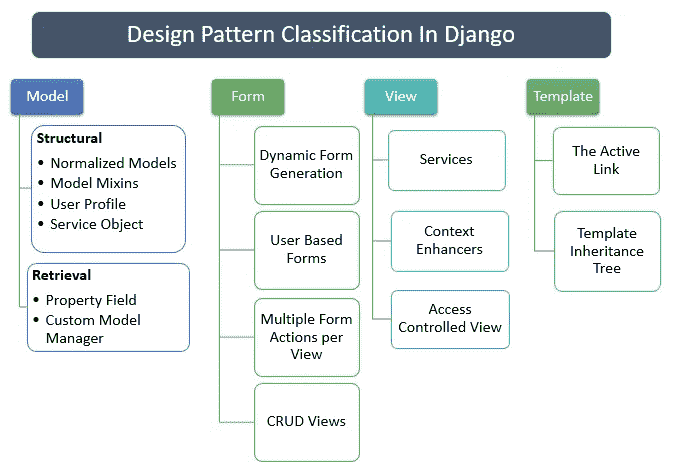 Design Pattern Classification In Django
Model
Structural
• Normalized Models
• Model Mixins
• User Profile
• Service Object
Retrieval
• Property Field
• Custom Model
Manager
Form
Dynamic Form
Generation
User Based
Forms
Multiple Form
Actions per
View
CRUD Views
View
Services
Context
Enhancers
Access
Controlled View
Template
The Active
Link
Template
Inheritance
Tree